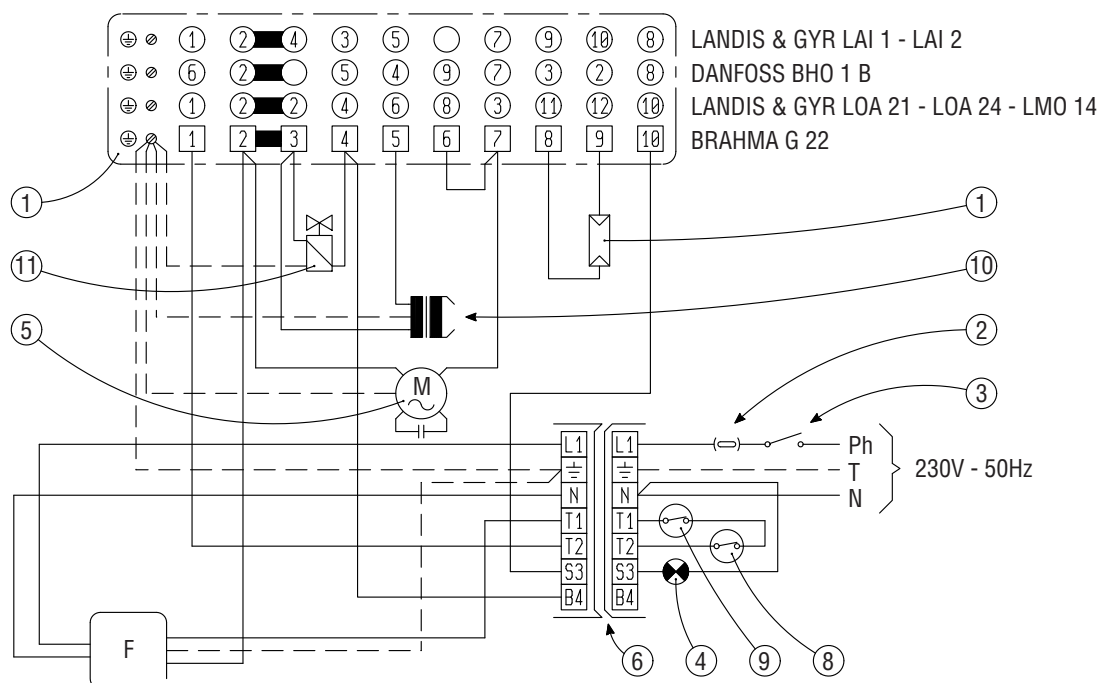 1 2 4 3 5 7 9 10 8 LANDIS & GYR LAI 1 - LAI 2
6 2 5 4 9 7 3 2 8 DANFOSS BHO 1 B
1 2 2 4 6 8 3 11 12 10 LANDIS & GYR LOA 21 - LOA 24 - LMO 14
1 2 3 4 5 6 7 8 9 10 BRAHMA G 22
1 1
11 10
5 2
M 3
L1 L1 Ph
T 230V - 50Hz
N N N
T1 T1
T2 T2
S3 S3
B4 B4
F 6 4 9 8